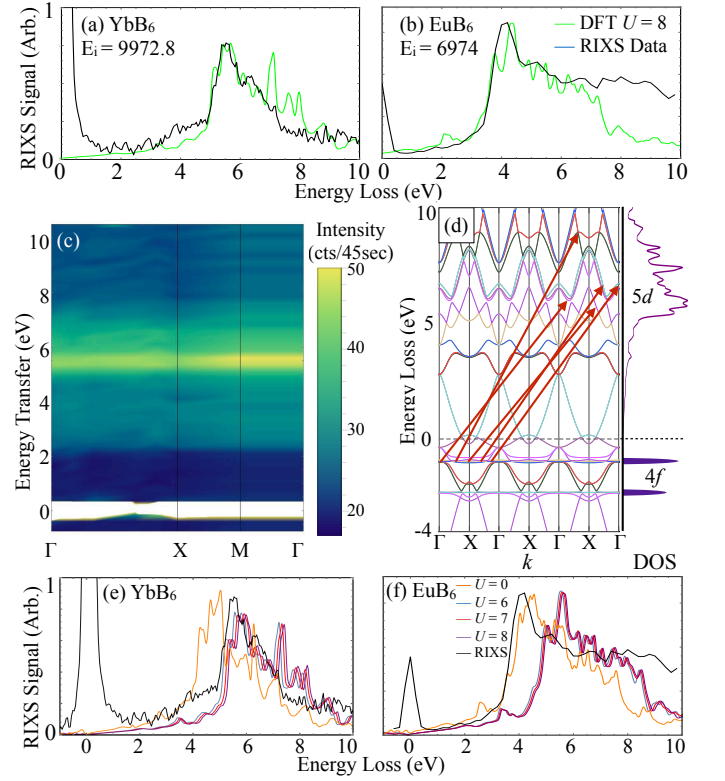 (a) YbB6
Ei = 9972.8
(b) EuB6
Ei = 6974
DFT U = 8
RIXS Data
RIXS Signal (Arb.)
1
0
2 4 6 8 10
0 2 4 6 8 10
Energy Loss (eV)
(c)
Intensity
(cts/45sec)
50
40
30
20
Energy Transfer (eV)
10
8
6
4
2
0
Γ X M Γ
(d)
Energy Loss (eV)
10
5
0
-4
5d
4f
Γ X Γ X Γ X Γ
k
DOS
(e) YbB6
(f) EuB6
U = 0
U = 6
U = 7
U = 8
RIXS
RIXS Signal (Arb.)
0 2 4 6 8 10
0 2 4 6 8 10
Energy Loss (eV)